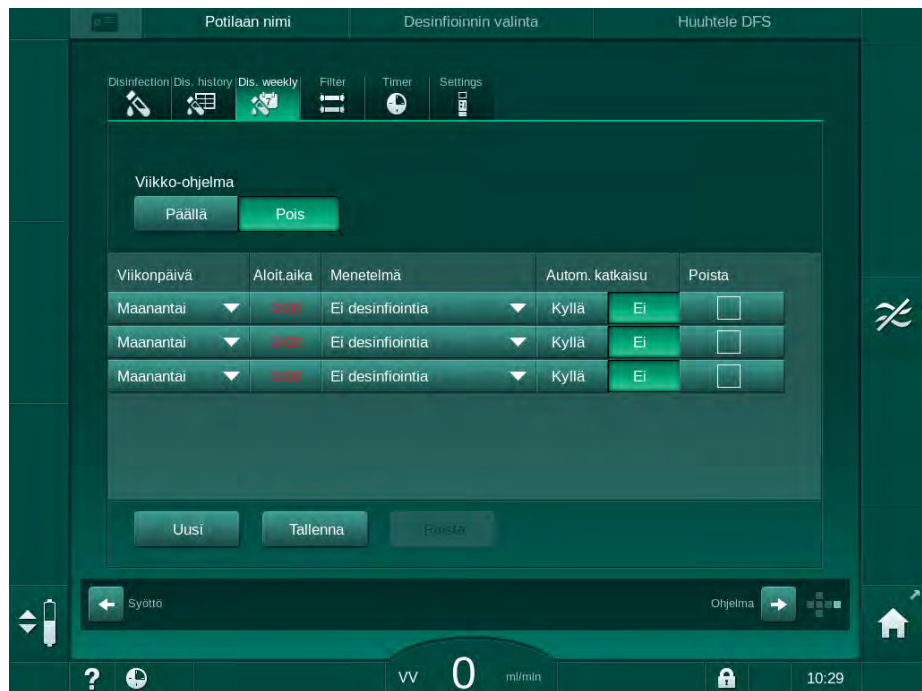 Potilaan nimi Desinfioinnin valinta Huuhtele DFS
Disinfection Dis. history Dis. weekly Filter Timer Settings
7
Viikko-ohjelma
Päällä Pois
Viikonpäivä Aloit.aika Menetelmä Autom. katkaisu Poista
Maanantai 0:00 Ei desinfiointia Kyllä Ei
Maanantai 0:00 Ei desinfiointia Kyllä Ei
Maanantai 0:00 Ei desinfiointia Kyllä Ei
Uusi Tallenna Poista
Syöttö Ohjelma
? VV 0 ml/min 10:29